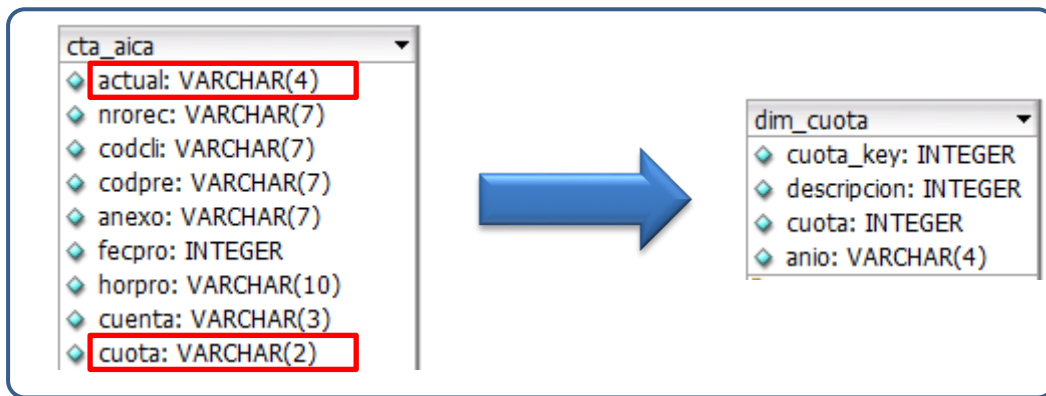 cta_aica
actual: VARCHAR(4)
nrorec: VARCHAR(7)
codcli: VARCHAR(7)
codpre: VARCHAR(7)
anexo: VARCHAR(7)
fecpro: INTEGER
horpro: VARCHAR(10)
cuenta: VARCHAR(3)
cuota: VARCHAR(2)
dim_cuota
cuota_key: INTEGER
descripcion: INTEGER
cuota: INTEGER
anio: VARCHAR(4)